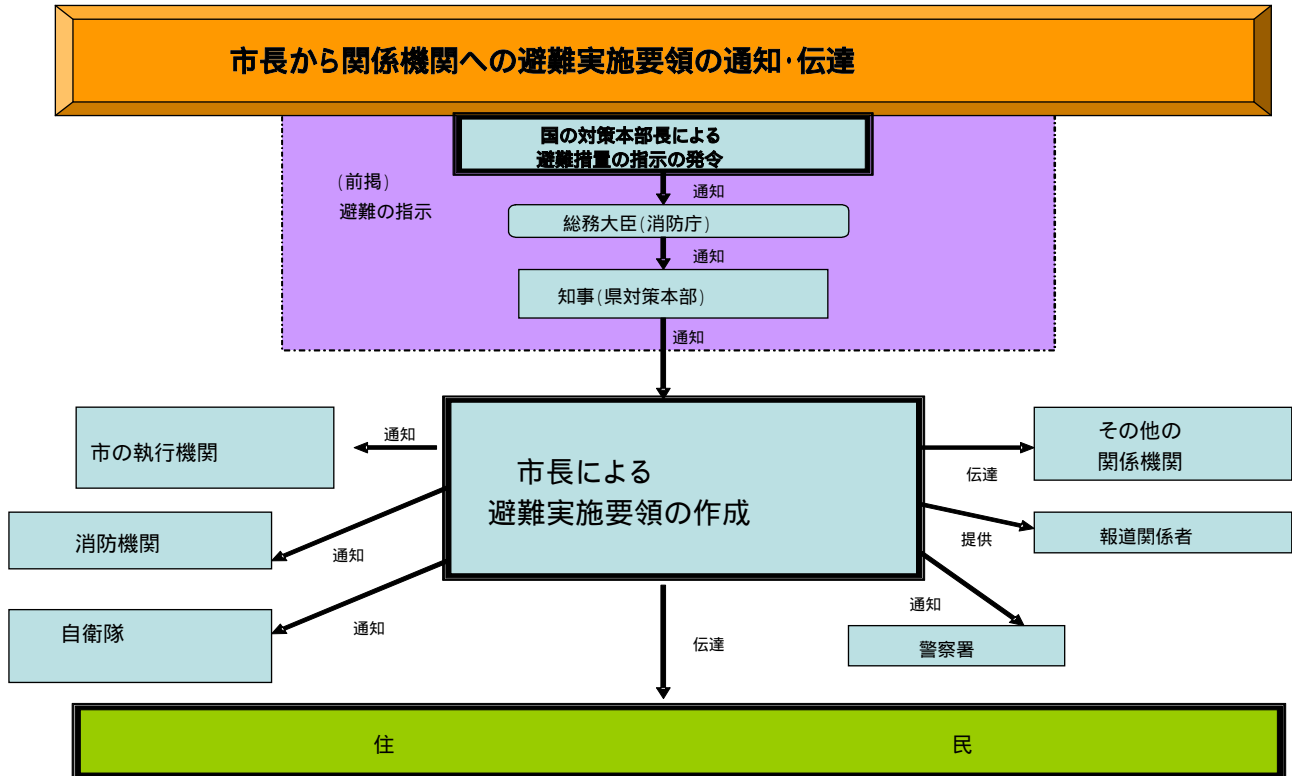 市長から関係機関への避難実施要領の通知・伝達
国の対策本部長による
避難措置の指示の発令
(前掲)
避難の指示
通知
総務大臣(消防庁)
通知
知事(県対策本部)
通知
市の執行機関
通知
市長による
避難実施要領の作成
その他の
関係機関
伝達
消防機関
通知
報道関係者
提供
自衛隊
通知
通知
警察署
伝達
住 民